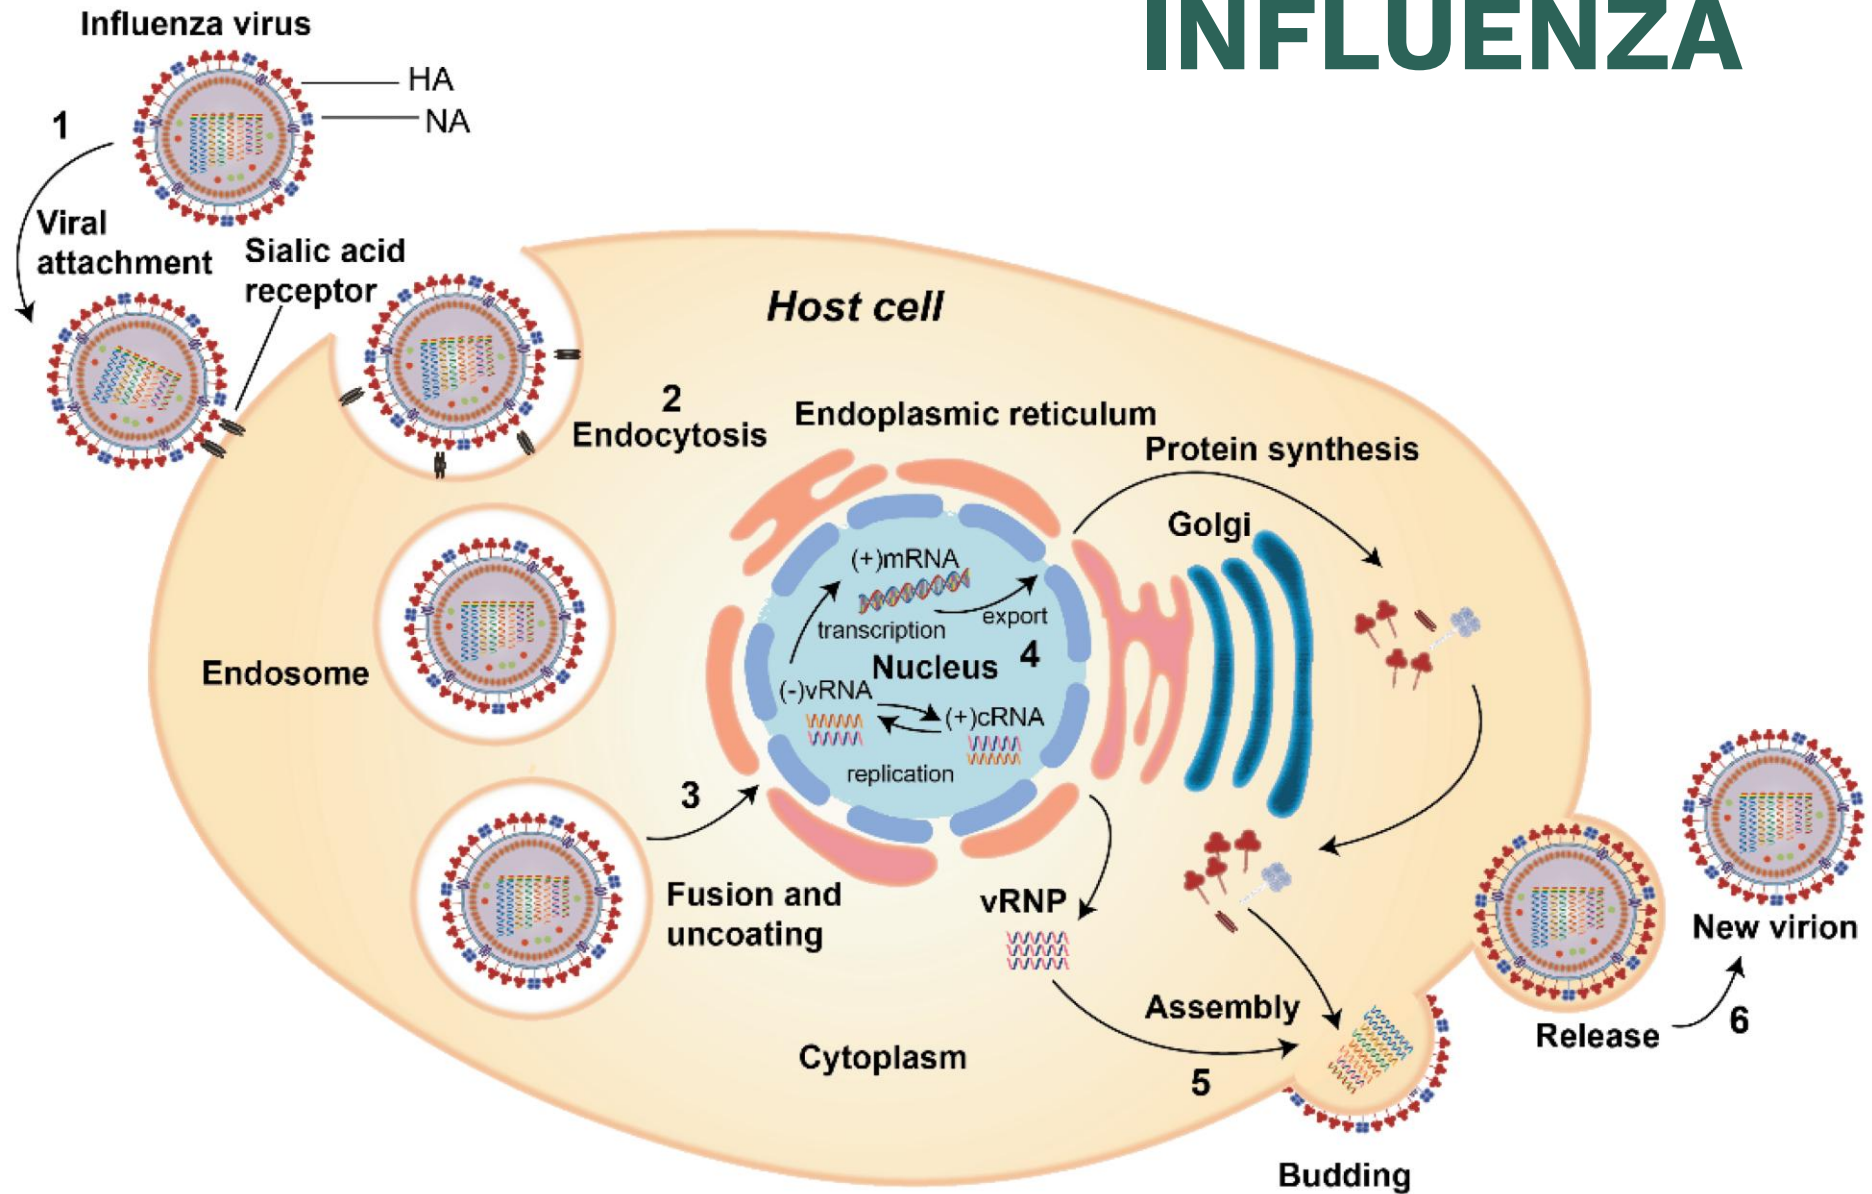 INFLUENZA
Influenza virus
HA
NA
1
Viral
attachment
Sialic acid
receptor
Host cell
2
Endocytosis
Endoplasmic reticulum
Protein synthesis
Golgi
(+)mRNA
transcription
export
Nucleus
4
(-)vRNA
(+)cRNA
replication
Endosome
3
Fusion and
uncoating
vRNP
Assembly
5
Cytoplasm
Budding
Release
6
New virion